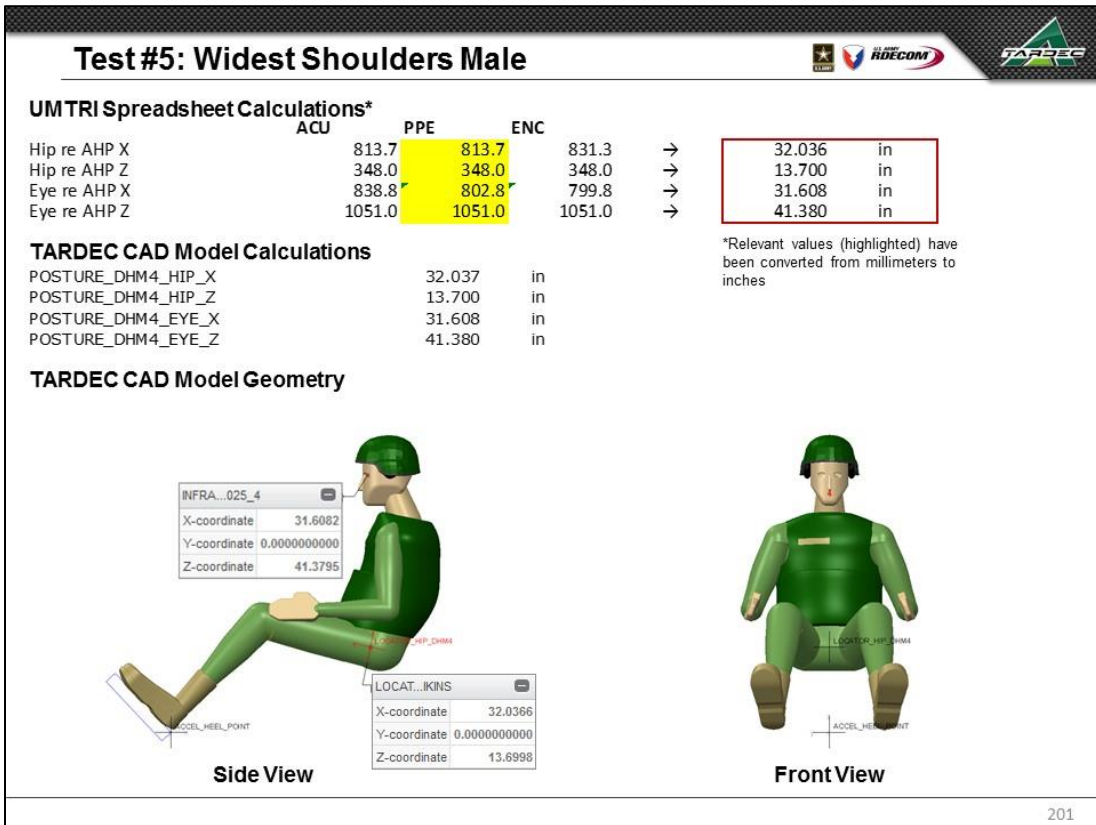 Test #5: Widest Shoulders Male
U.S. ARMY
U.S. ARMY RDECOM
TARDEC
UMTRI Spreadsheet Calculations*
ACU PPE ENC
Hip re AHP X 813.7 813.7 831.3 → 32.036 in
Hip re AHP Z 348.0 348.0 348.0 → 13.700 in
Eye re AHP X 838.8 802.8 799.8 → 31.608 in
Eye re AHP Z 1051.0 1051.0 1051.0 → 41.380 in
*Relevant values (highlighted) have
been converted from millimeters to
inches
TARDEC CAD Model Calculations
POSTURE_DHM4_HIP_X 32.037 in
POSTURE_DHM4_HIP_Z 13.700 in
POSTURE_DHM4_EYE_X 31.608 in
POSTURE_DHM4_EYE_Z 41.380 in
TARDEC CAD Model Geometry
INFRA...025_4
X-coordinate 31.6082
Y-coordinate 0.0000000000
Z-coordinate 41.3795
LOCATOR_HIP_DHM4
LOCAT...IKINS
X-coordinate 32.0366
Y-coordinate 0.0000000000
Z-coordinate 13.6998
ACCEL_HEEL_POINT
Side View
LOCATOR_HIP_DHM4
ACCEL_HEEL_POINT
Front View
201